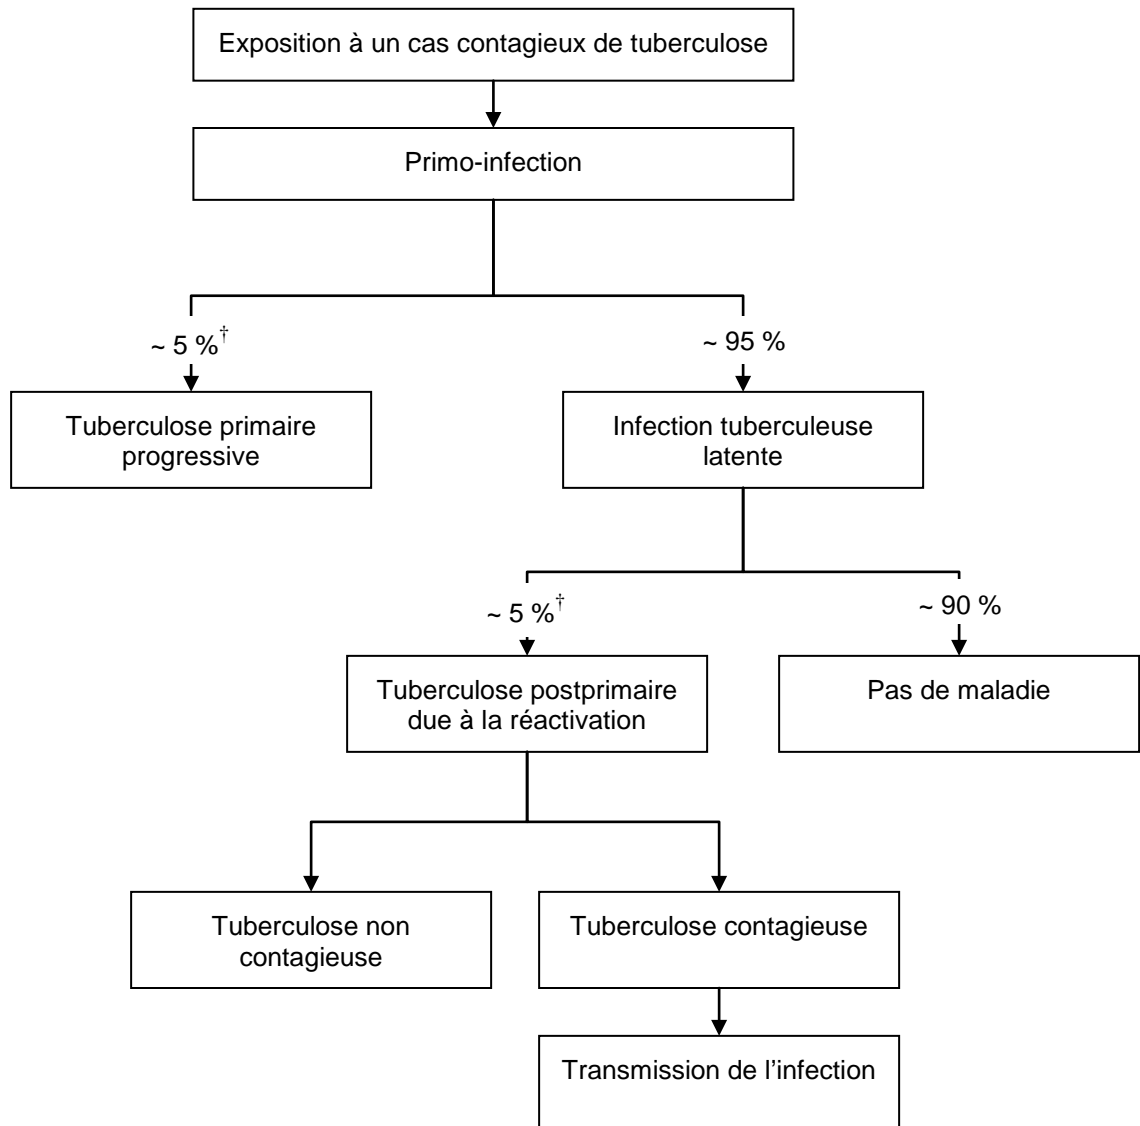 Exposition à un cas contagieux de tuberculose
Primo-infection
~ 5 %†
~ 95 %
Tuberculose primaire
progressive
Infection tuberculeuse
latente
~ 5 %†
~ 90 %
Tuberculose postprimaire
due à la réactivation
Pas de maladie
Tuberculose non
contagieuse
Tuberculose contagieuse
Transmission de l’infection